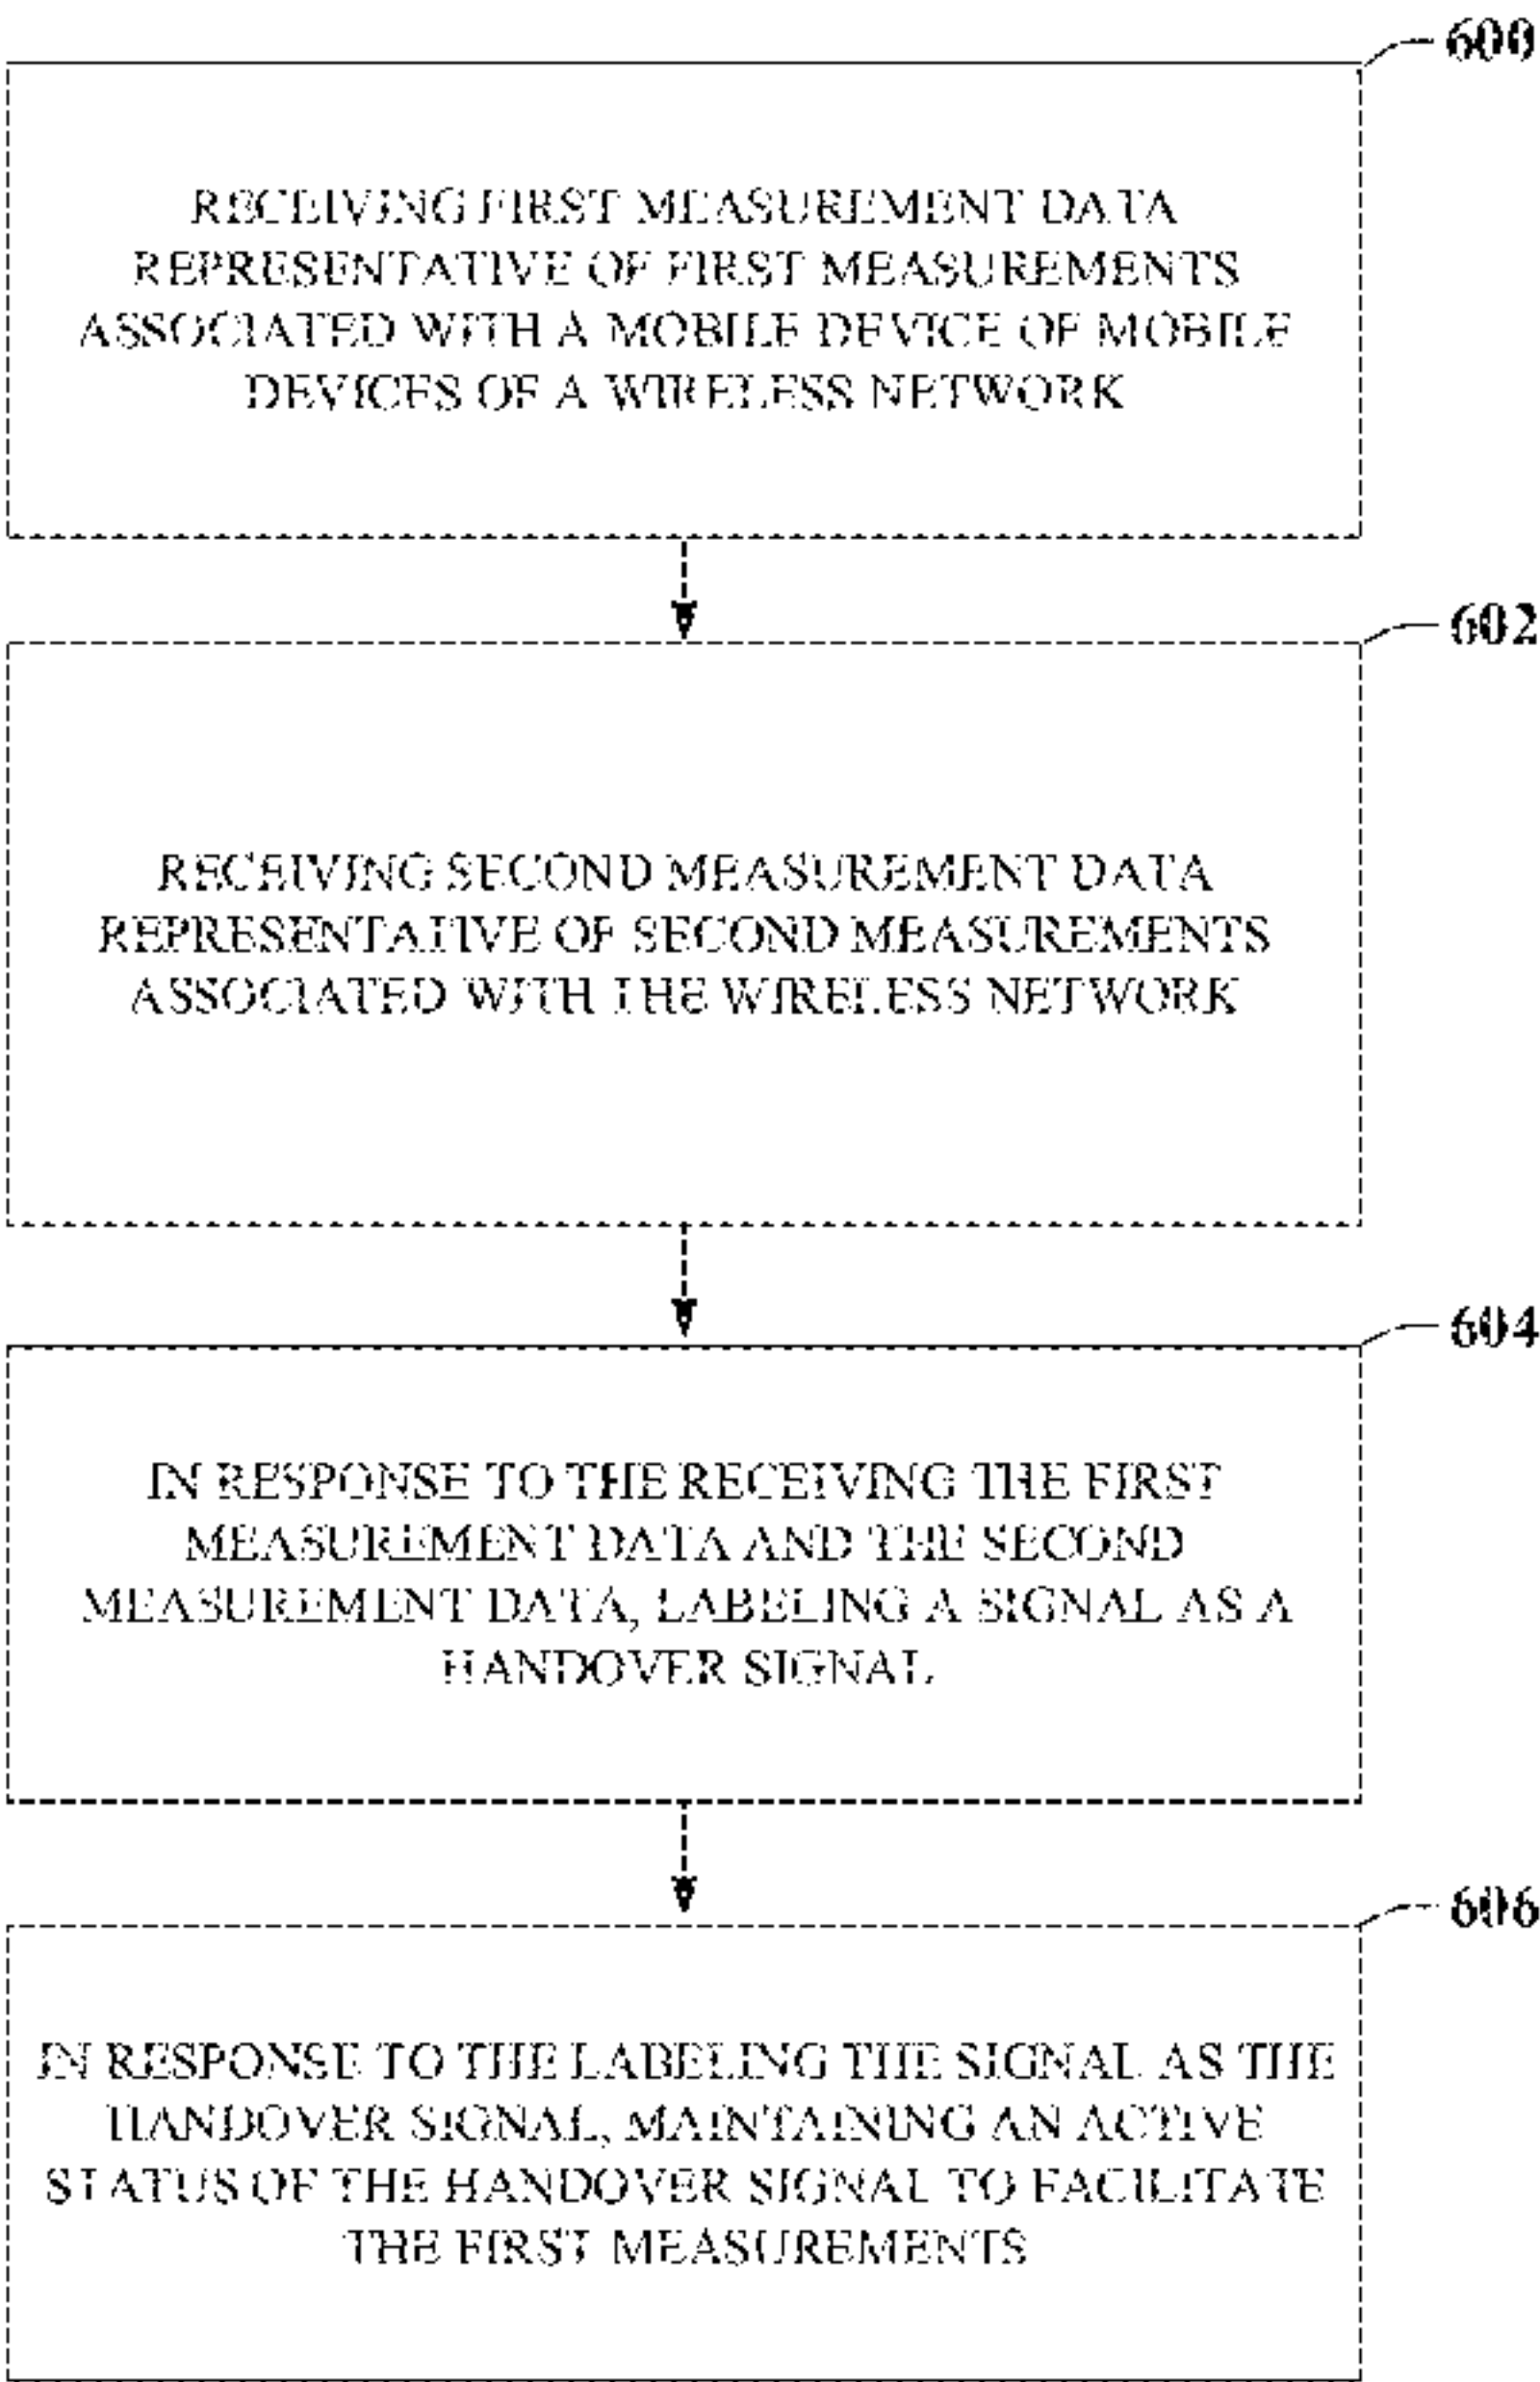 600
RECEIVING FIRST MEASUREMENT DATA
REPRESENTATIVE OF FIRST MEASUREMENTS
ASSOCIATED WITH A MOBILE DEVICE OF MOBILE
DEVICES OF A WIRELESS NETWORK
602
RECEIVING SECOND MEASUREMENT DATA
REPRESENTATIVE OF SECOND MEASUREMENTS
ASSOCIATED WITH THE WIRELESS NETWORK
604
IN RESPONSE TO THE RECEIVING THE FIRST
MEASUREMENT DATA AND THE SECOND
MEASUREMENT DATA, LABELING A SIGNAL AS A
HANDOVER SIGNAL
606
IN RESPONSE TO THE LABELING THE SIGNAL AS THE
HANDOVER SIGNAL, MAINTAINING AN ACTIVE
STATUS OF THE HANDOVER SIGNAL TO FACILITATE
THE FIRST MEASUREMENTS